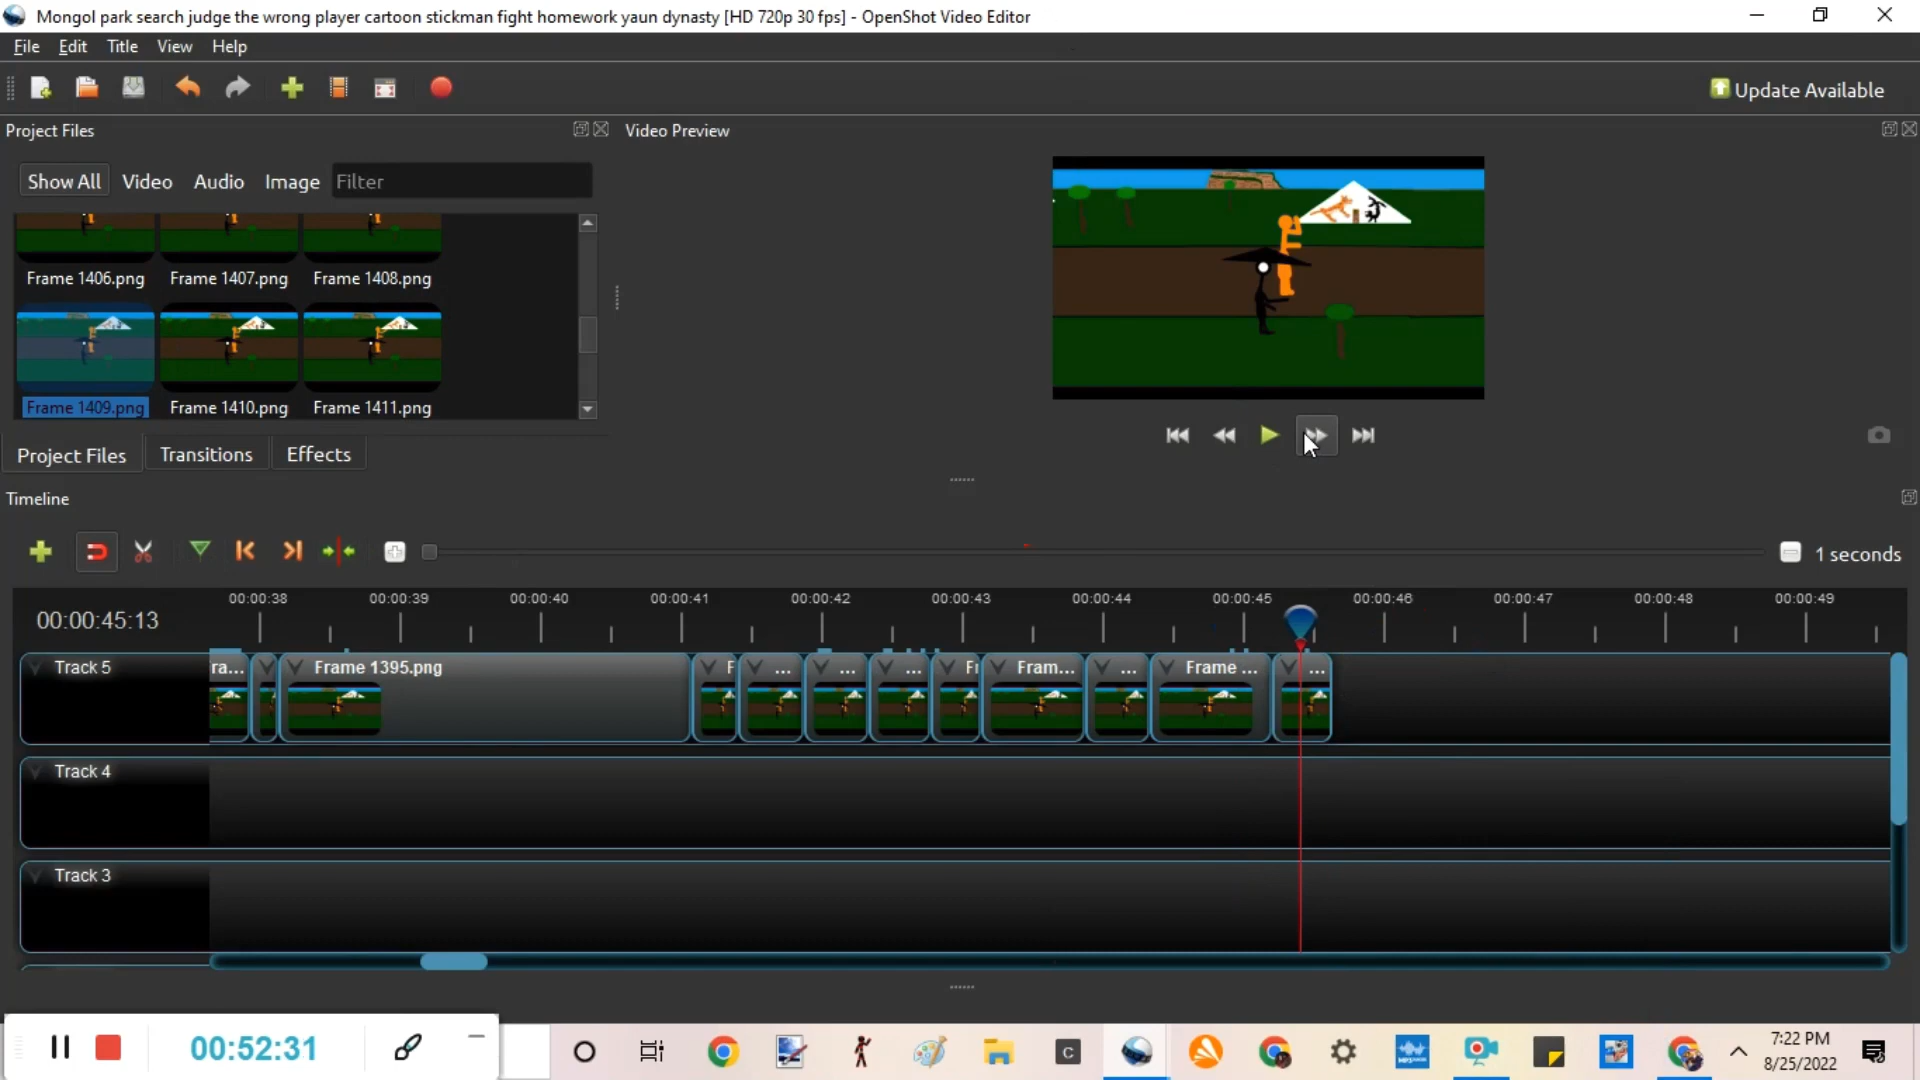 Mongol park search judge the wrong player cartoon stickman fight homework yaun dynasty [HD 720p 30 fps] - OpenShot Video Editor
File Edit Title View Help
Update Available
Project Files
Video Preview
Show All Video Audio Image Filter
Frame 1406.png Frame 1407.png Frame 1408.png
Frame 1409.png Frame 1410.png Frame 1411.png
Project Files Transitions Effects
Timeline
1 seconds
00:00:45:13
00:00:38 00:00:39 00:00:40 00:00:41 00:00:42 00:00:43 00:00:44 00:00:45 00:00:46 00:00:47 00:00:48 00:00:49
Track 5 ra... Frame 1395.png F ... ... ... Fr Fram... ... Frame ... ...
Track 4
Track 3
00:52:31
C
MP3
7:22 PM
8/25/2022